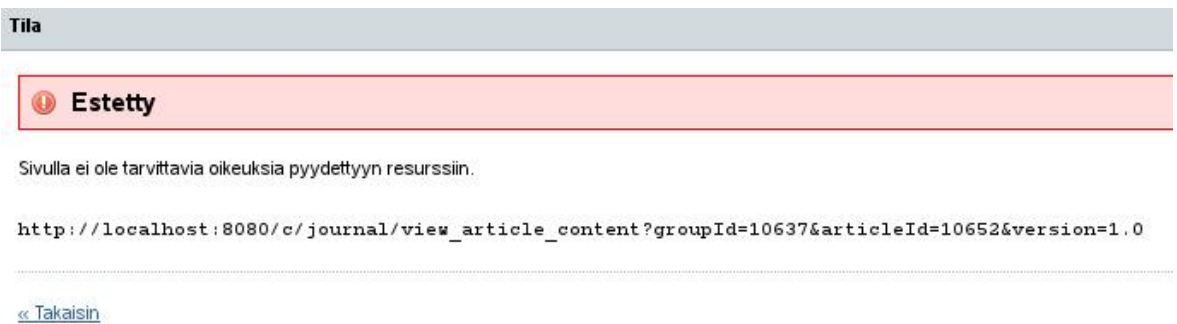 Tila
Estetty
Sivulla ei ole tarvittavia oikeuksia pyydettyyn resurssiin.
http://localhost:8080/c/journal/view_article_content?groupId=10637&articleId=10652&version=1.0
« Takaisin